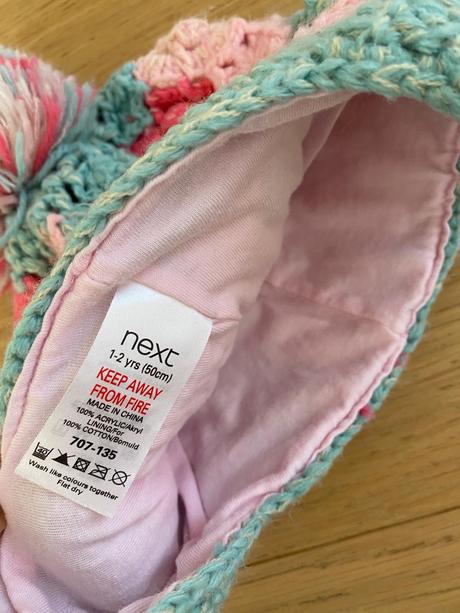 next
1-2 yrs (50cm)
KEEP AWAY
FROM FIRE
MADE IN CHINA
100% ACRYLIC/Akryl
LINING/For
100% COTTON/Bomuld
707-135
Wash like colours together
Flat dry